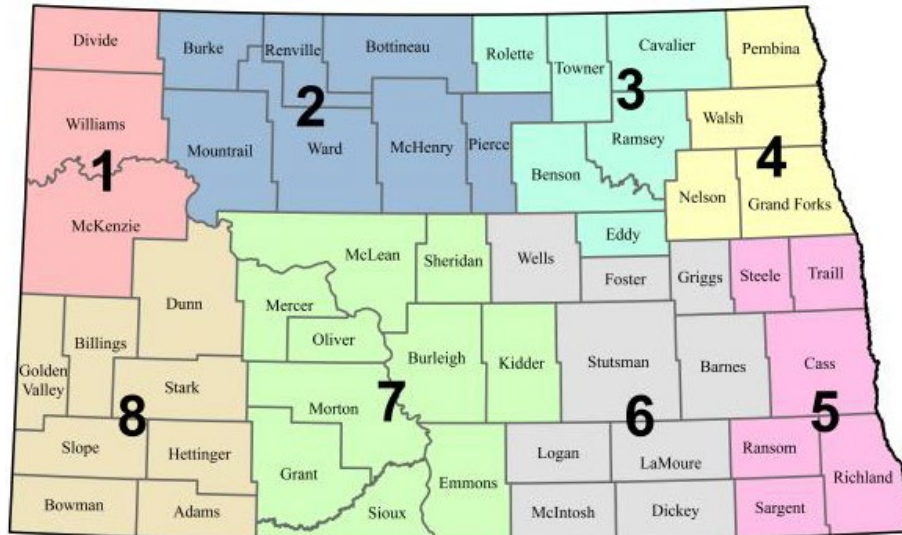 Divide
Burke
Renville
Bottineau
Rolette
Towner
Cavalier
Pembina
Williams
2
3
Walsh
1
Mountrail
Ward
McHenry
Pierce
Ramsey
4
Benson
Nelson
Grand Forks
McKenzie
Eddy
McLean
Sheridan
Wells
Foster
Griggs
Steele
Traill
Dunn
Mercer
Billings
Oliver
Burleigh
Kidder
Stutsman
Barnes
Cass
Golden
Valley
Stark
8
Morton
7
6
5
Slope
Hettinger
Logan
LaMoure
Ransom
Grant
Emmons
Richland
Bowman
Adams
Sioux
McIntosh
Dickey
Sargent